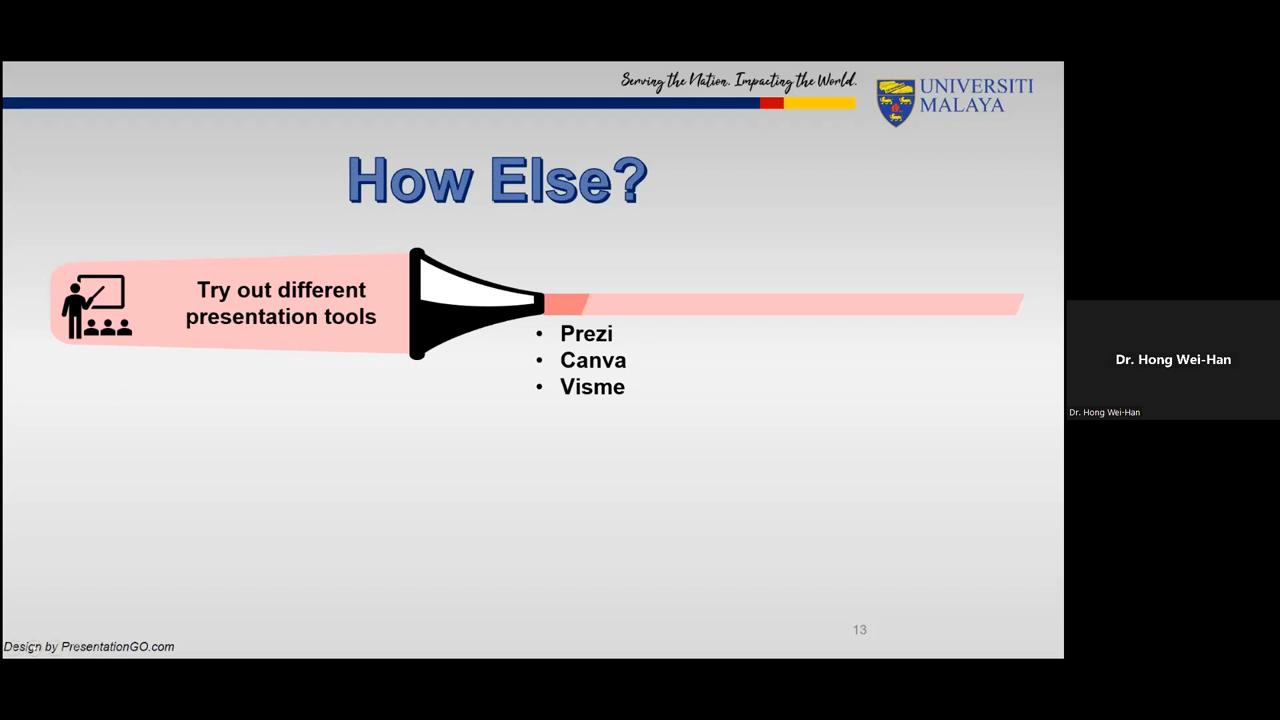 Serving the Nation. Impacting the World.
UNIVERSITI
MALAYA
How Else?
Try out different
presentation tools
• Prezi
• Canva
• Visme
Dr. Hong Wei-Han
Dr. Hong Wei-Han
13
Design by PresentationGO.com